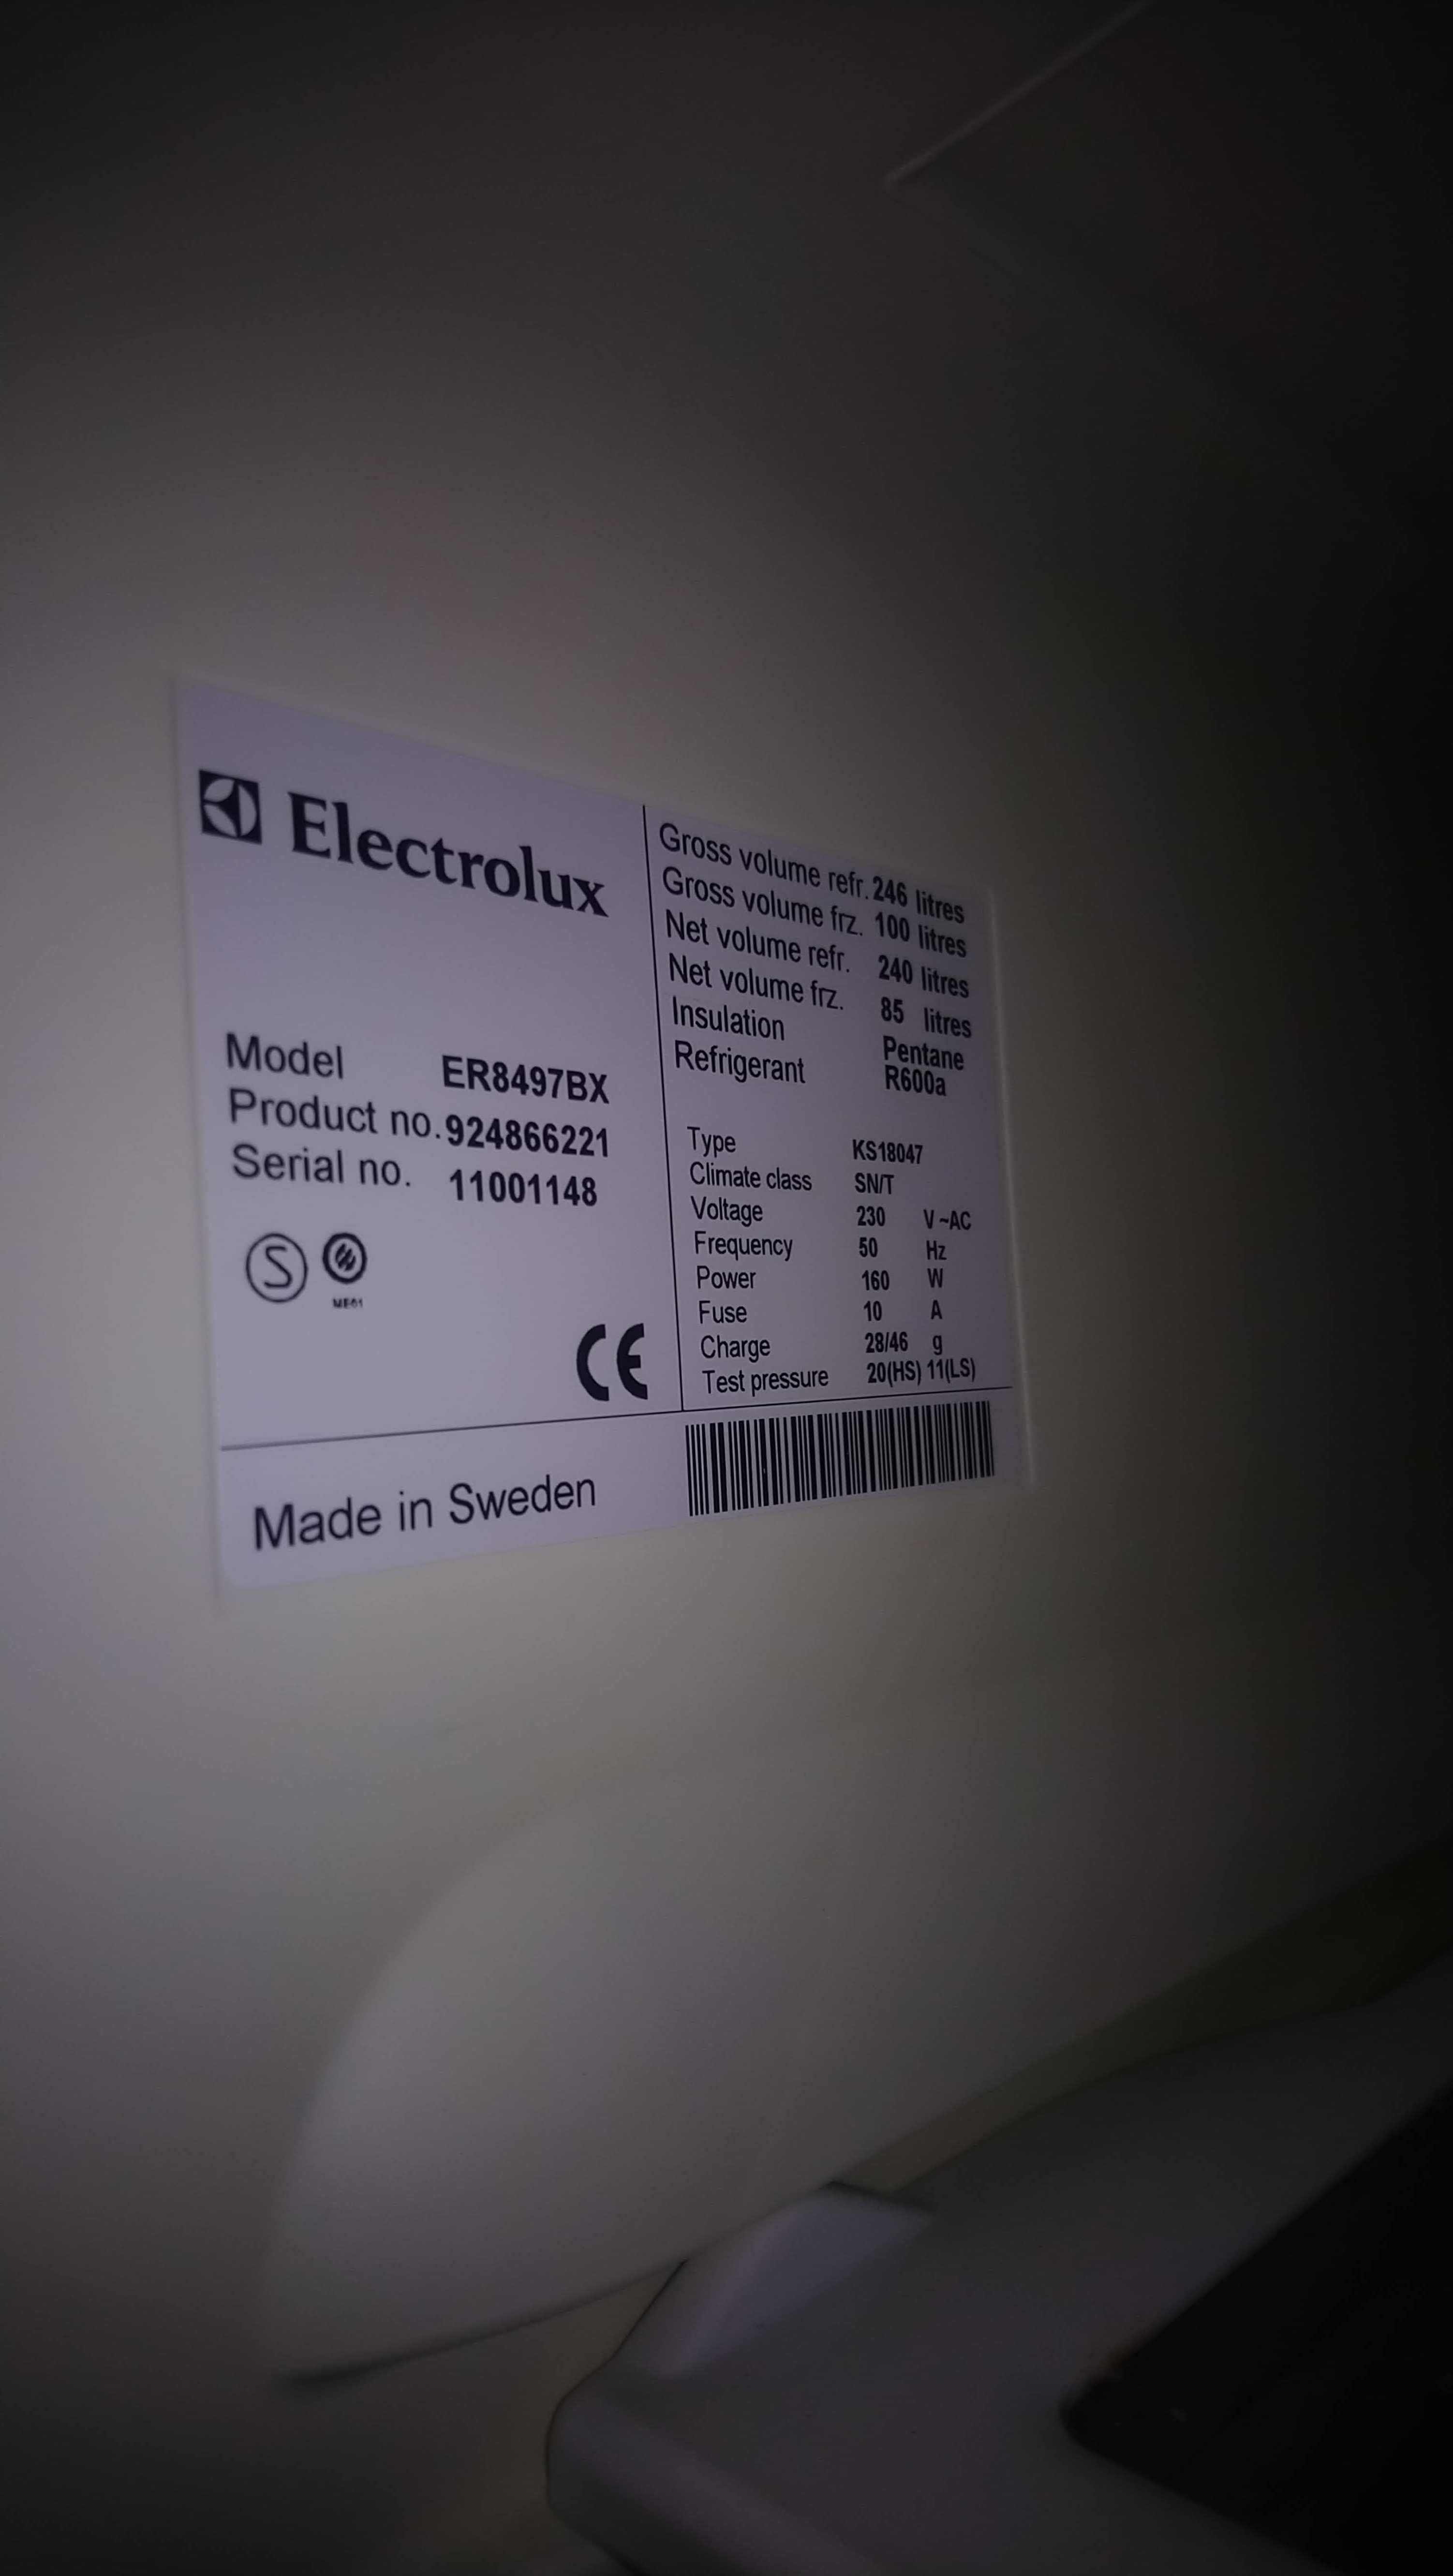 Electrolux
Model ER8497BX
Product no. 924866221
Serial no. 11001148
S
CE
Gross volume refr. 246 litres
Gross volume frz. 100 litres
Net volume refr. 240 litres
Net volume frz. 85 litres
Insulation Pentane
Refrigerant R600a
Type KS18047
Climate class SN/T
Voltage 230 V~AC
Frequency 50 Hz
Power 160 W
Fuse 10 A
Charge 28/46 g
Test pressure 20(HS) 11(LS)
Made in Sweden